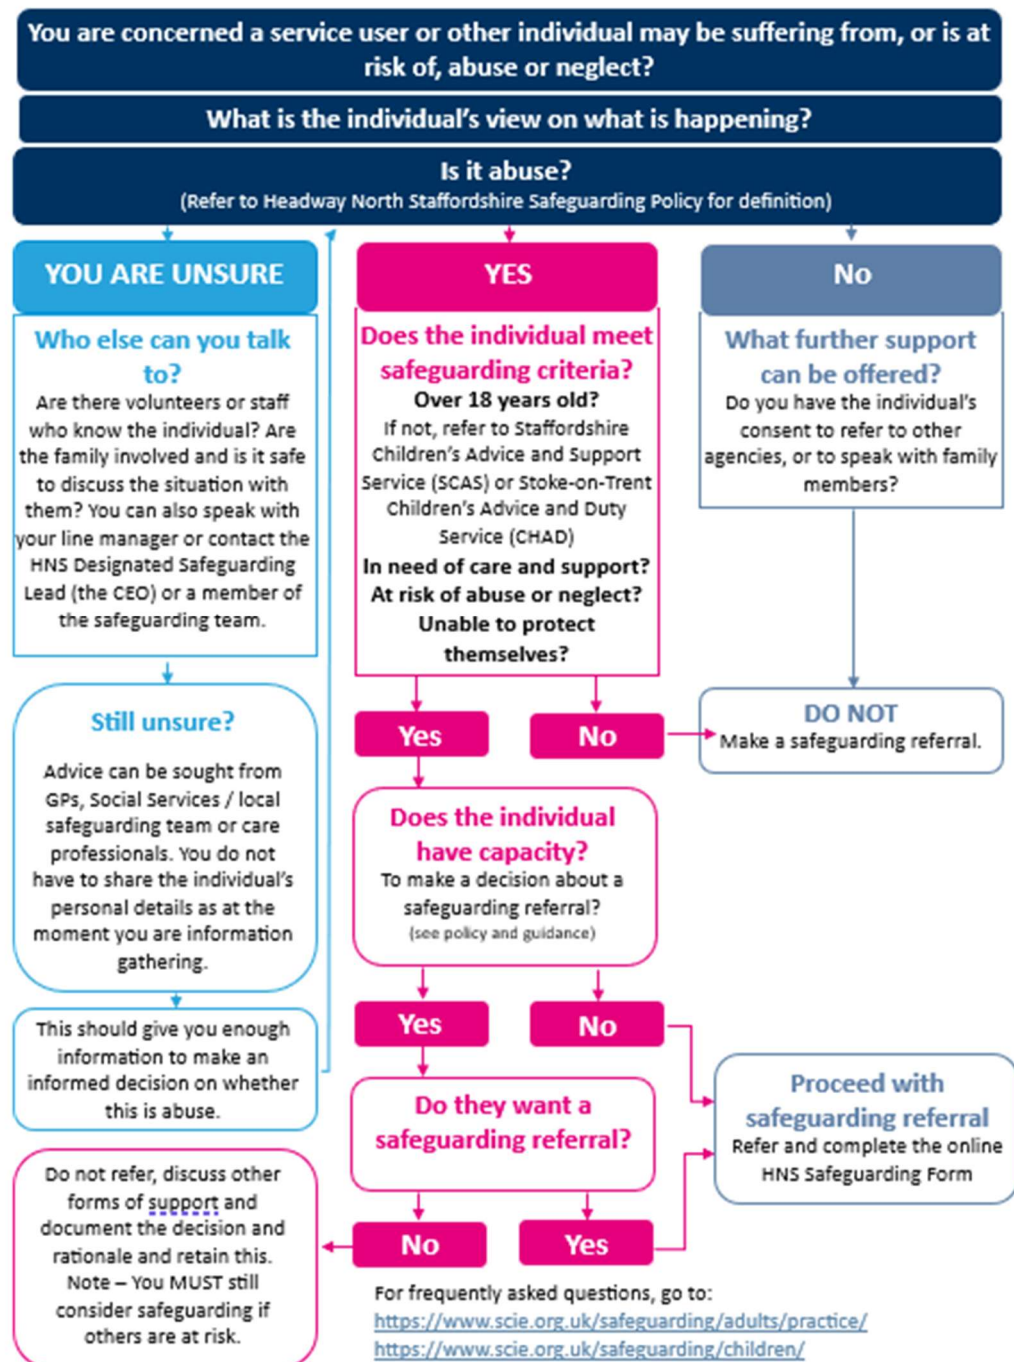 You are concerned a service user or other individual may be suffering from, or is at
risk of, abuse or neglect?
What is the individual's view on what is happening?
Is it abuse?
(Refer to Headway North Staffordshire Safeguarding Policy for definition)
YOU ARE UNSURE
Who else can you talk
to?
Are there volunteers or staff
who know the individual? Are
the family involved and is it safe
to discuss the situation with
them? You can also speak with
your line manager or contact the
HNS Designated Safeguarding
Lead (the CEO) or a member of
the safeguarding team.
Still unsure?
Advice can be sought from
GPs, Social Services / local
safeguarding team or care
professionals. You do not
have to share the individual's
personal details as at the
moment you are information
gathering.
This should give you enough
information to make an
informed decision on whether
this is abuse.
YES
Does the individual meet
safeguarding criteria?
Over 18 years old?
If not, refer to Staffordshire
Children's Advice and Support
Service (SCAS) or Stoke-on-Trent
Children's Advice and Duty
Service (CHAD)
In need of care and support?
At risk of abuse or neglect?
Unable to protect
themselves?
Yes
No
Does the individual
have capacity?
To make a decision about a
safeguarding referral?
(see policy and guidance)
Yes
No
Do they want a
safeguarding referral?
No
Yes
Do not refer, discuss other
forms of support and
document the decision and
rationale and retain this.
Note – You MUST still
consider safeguarding if
others are at risk.
No
What further support
can be offered?
Do you have the individual's
consent to refer to other
agencies, or to speak with family
members?
DO NOT
Make a safeguarding referral.
Proceed with
safeguarding referral
Refer and complete the online
HNS Safeguarding Form
For frequently asked questions, go to:
https://www.scie.org.uk/safeguarding/adults/practice/
https://www.scie.org.uk/safeguarding/children/